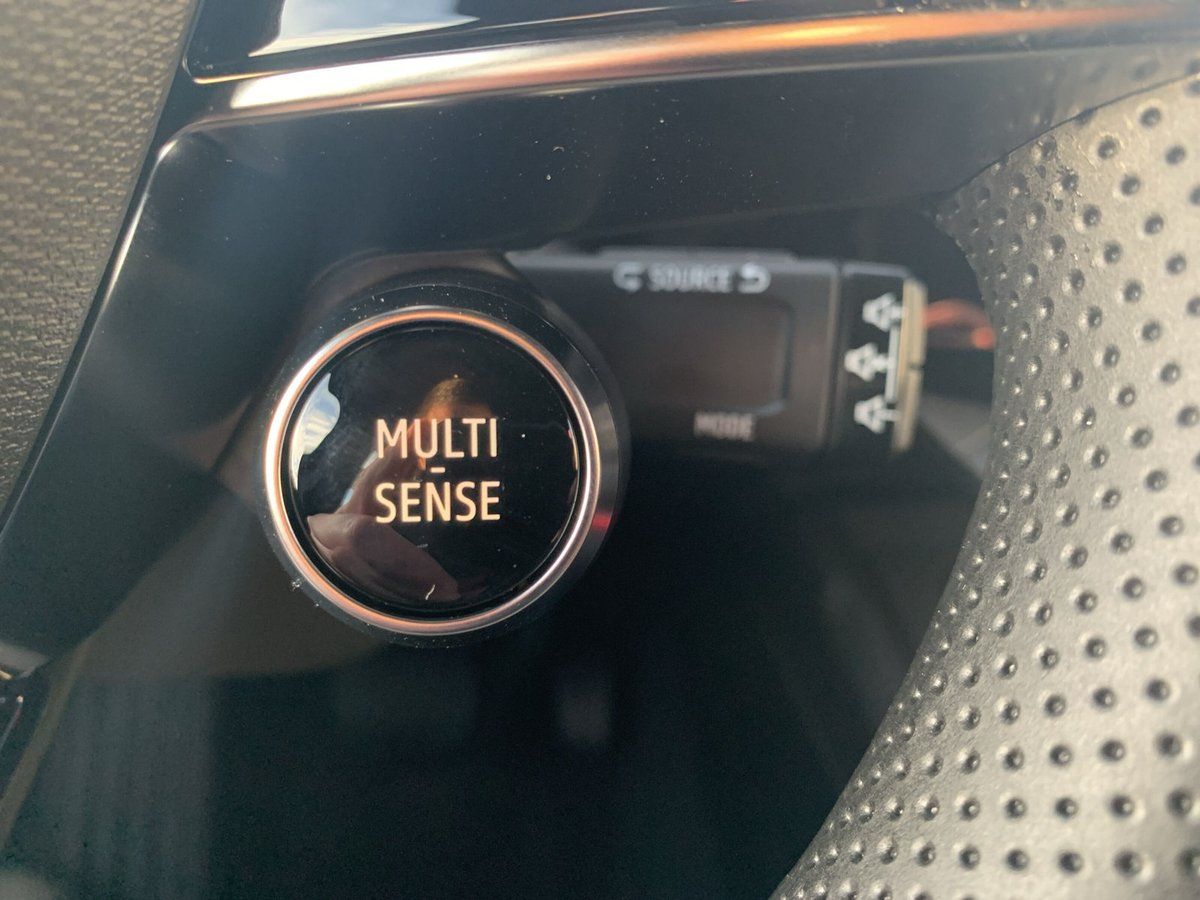 SOURCE
MULTI
-
SENSE
MODE